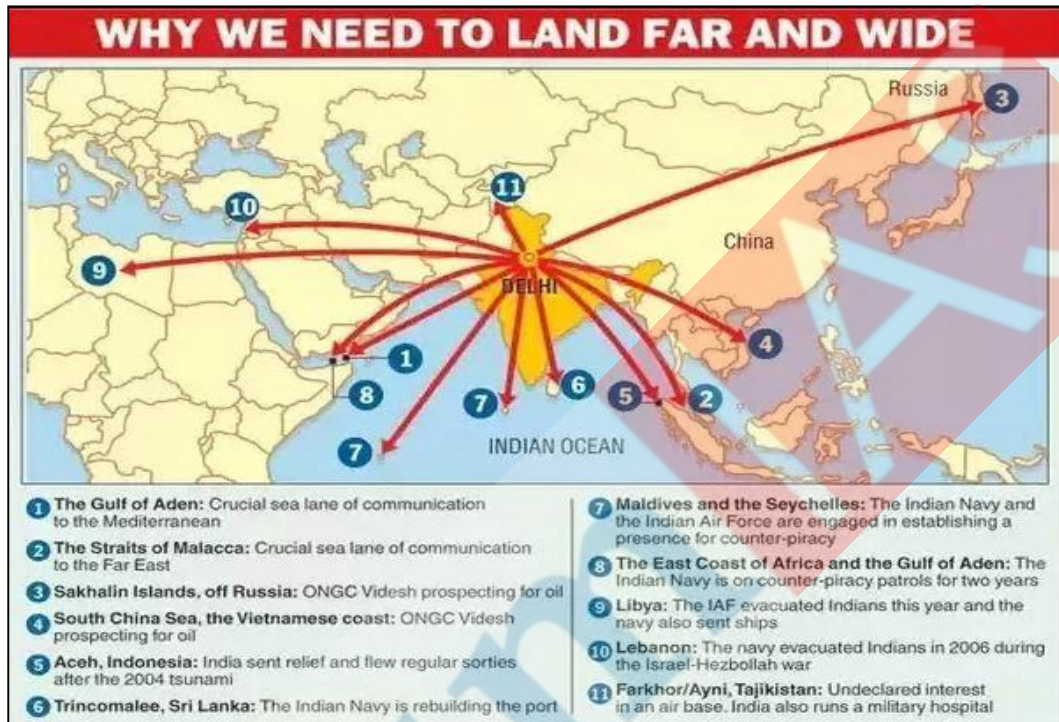 WHY WE NEED TO LAND FAR AND WIDE
Russia
3
11
10
China
9
DELHI
1
4
8
7
6
5
2
7
INDIAN OCEAN
1 The Gulf of Aden: Crucial sea lane of communication
to the Mediterranean
2 The Straits of Malacca: Crucial sea lane of communication
to the Far East
3 Sakhalin Islands, off Russia: ONGC Videsh prospecting for oil
4 South China Sea, the Vietnamese coast: ONGC Videsh
prospecting for oil
5 Aceh, Indonesia: India sent relief and flew regular sorties
after the 2004 tsunami
6 Trincomalee, Sri Lanka: The Indian Navy is rebuilding the port
7 Maldives and the Seychelles: The Indian Navy and
the Indian Air Force are engaged in establishing a
presence for counter-piracy
8 The East Coast of Africa and the Gulf of Aden: The
Indian Navy is on counter-piracy patrols for two years
9 Libya: The IAF evacuated Indians this year and the
navy also sent ships
10 Lebanon: The navy evacuated Indians in 2006 during
the Israel-Hezbollah war
11 Farkhor/Ayni, Tajikistan: Undeclared interest
in an air base. India also runs a military hospital